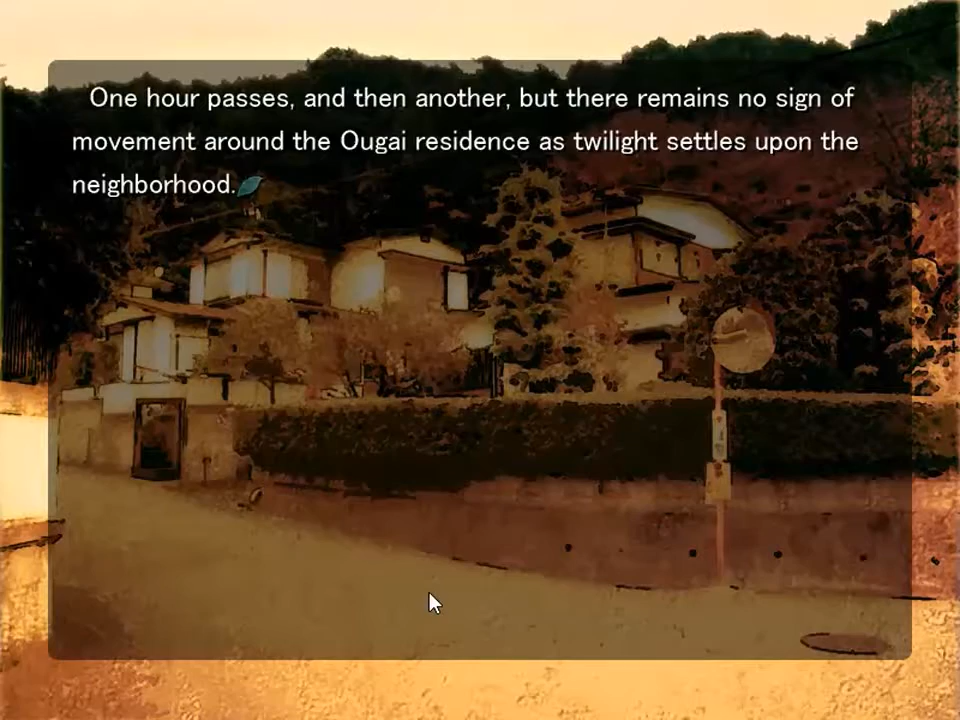 One hour passes, and then another, but there remains no sign of
movement around the Ougai residence as twilight settles upon the
neighborhood.